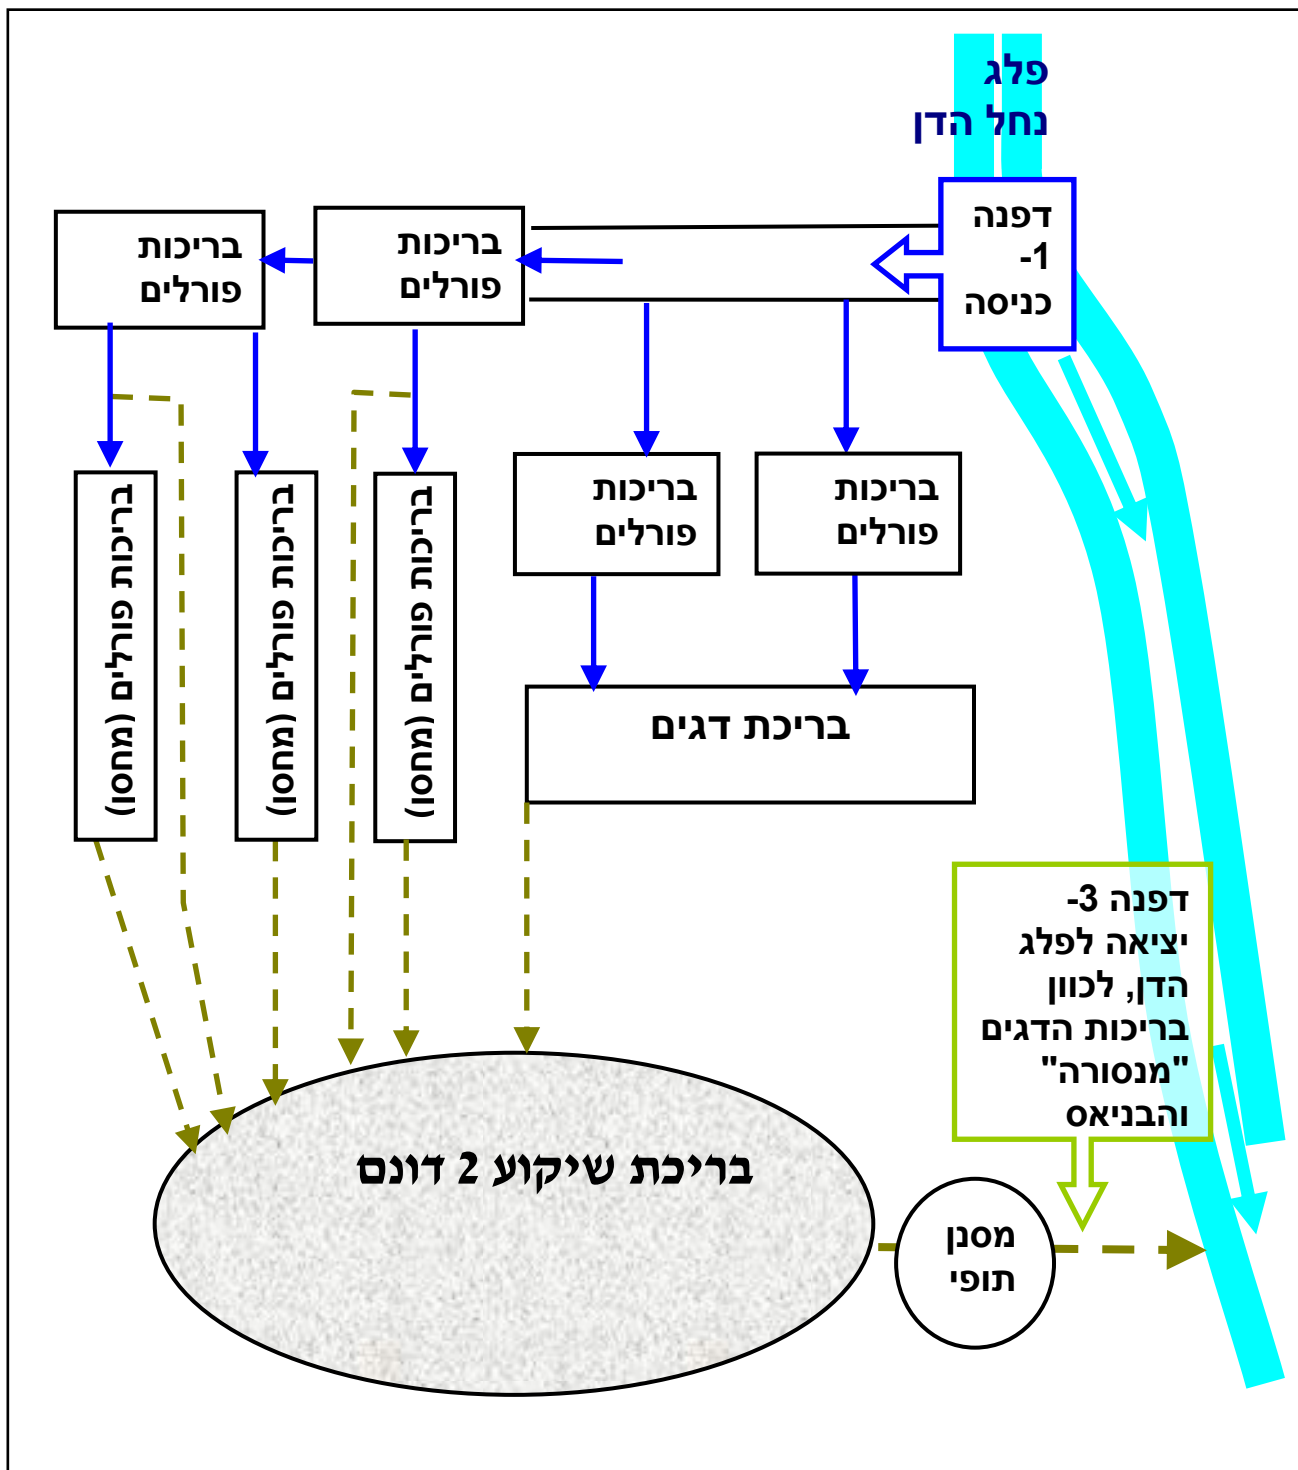 פלג
נחל הדן
דפנה
1-
כניסה
בריכות
פורלים
בריכות
פורלים
בריכות
פורלים
בריכות
פורלים
בריכות פורלים (מחסן)
בריכות פורלים (מחסן)
בריכות פורלים (מחסן)
בריכת דגים
דפנה 3-
יציאה לפלג
הדן, לכוון
בריכות הדגים
"מנסורה"
והבניאס
בריכת שיקוע 2 דונם
מסנן
תופי